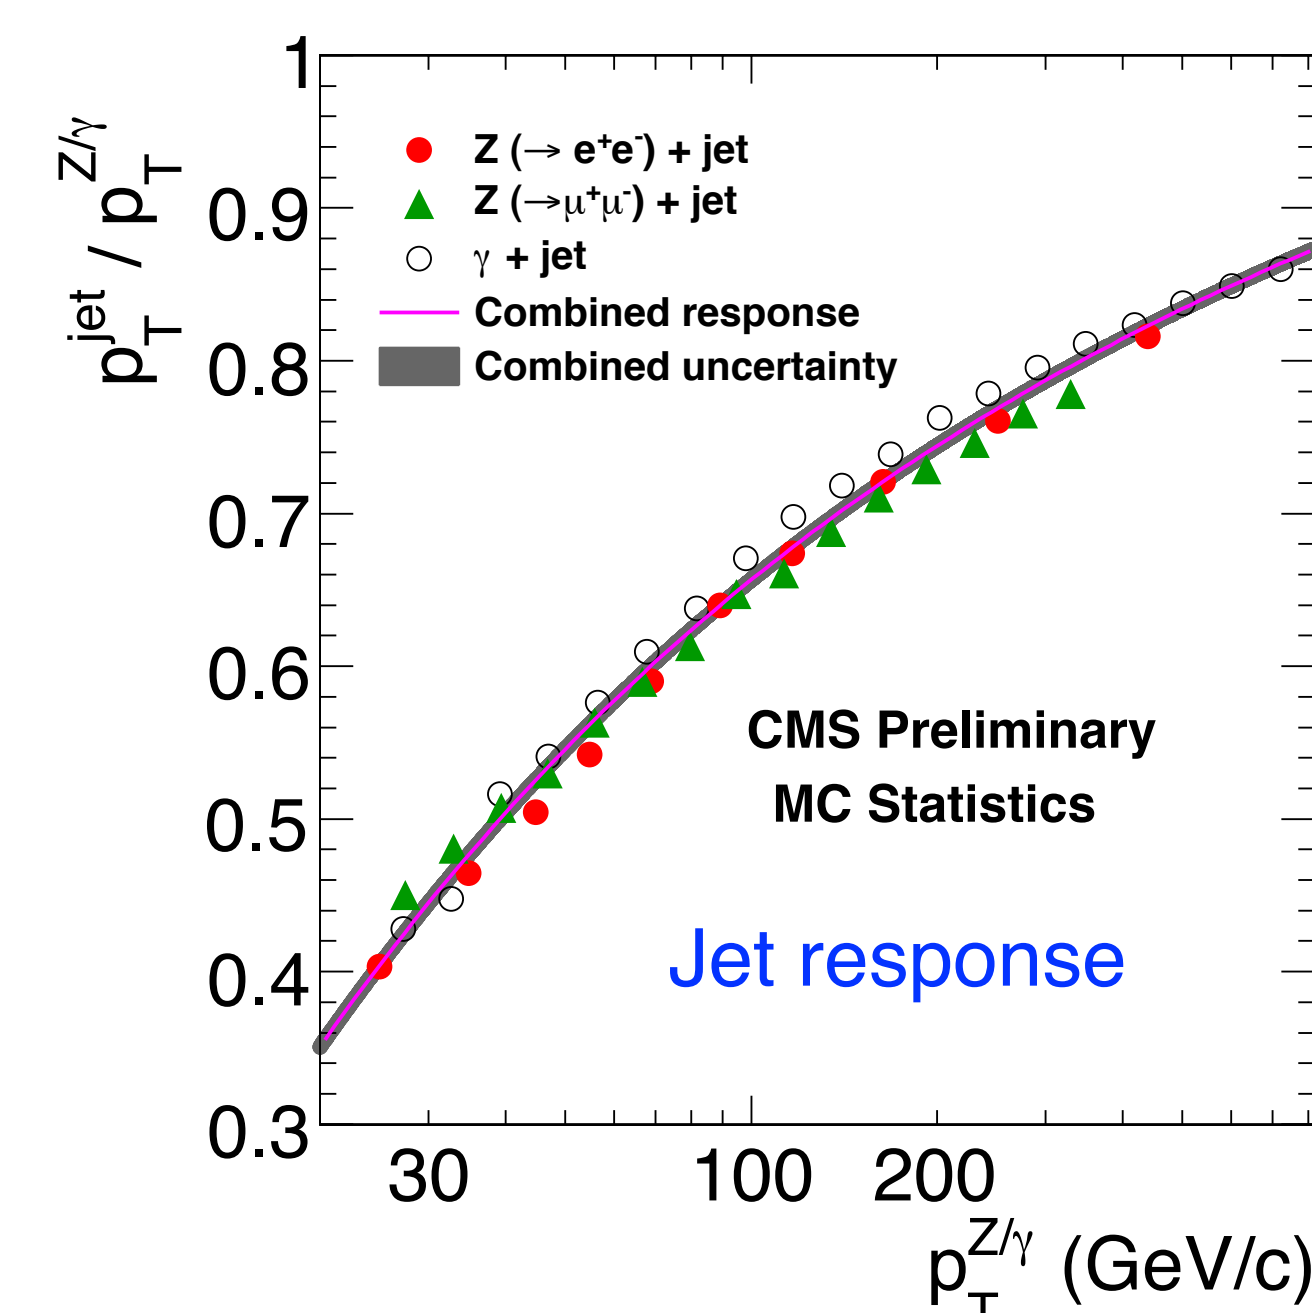 1
0.9
0.8
0.7
0.6
0.5
0.4
0.3
p_T^jet / p_T^Z/γ
Z (→ e⁺e⁻) + jet
Z (→μ⁺μ⁻) + jet
γ + jet
Combined response
Combined uncertainty
CMS Preliminary
MC Statistics
Jet response
30 100 200
p_T^Z/γ (GeV/c)